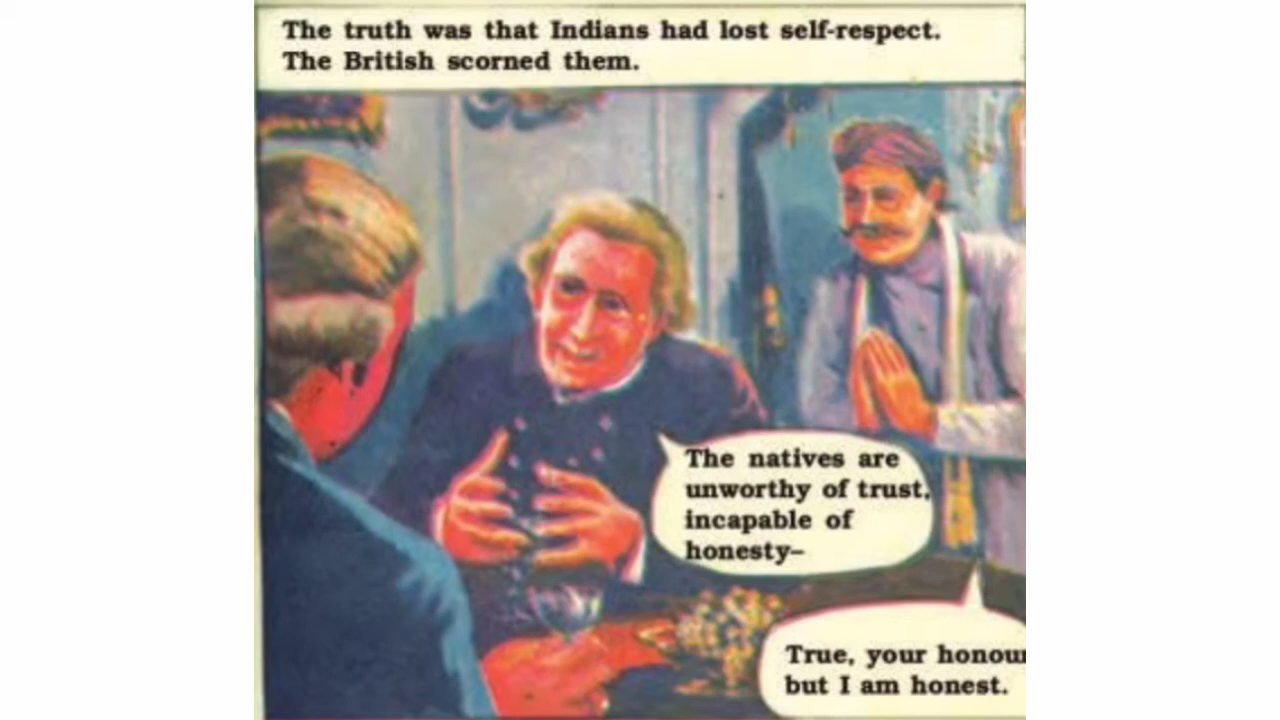 The truth was that Indians had lost self-respect.
The British scorned them.
The natives are
unworthy of trust,
incapable of
honesty–
True, your honour
but I am honest.